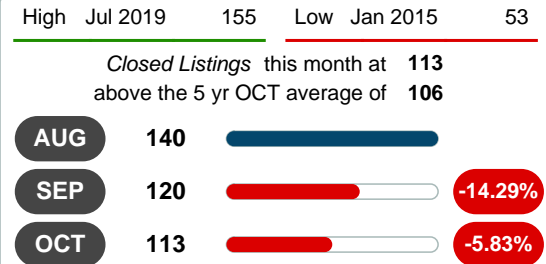 High Jul 2019 155 Low Jan 2015 53
Closed Listings this month at 113
above the 5 yr OCT average of 106
AUG 140
SEP 120 -14.29%
OCT 113 -5.83%